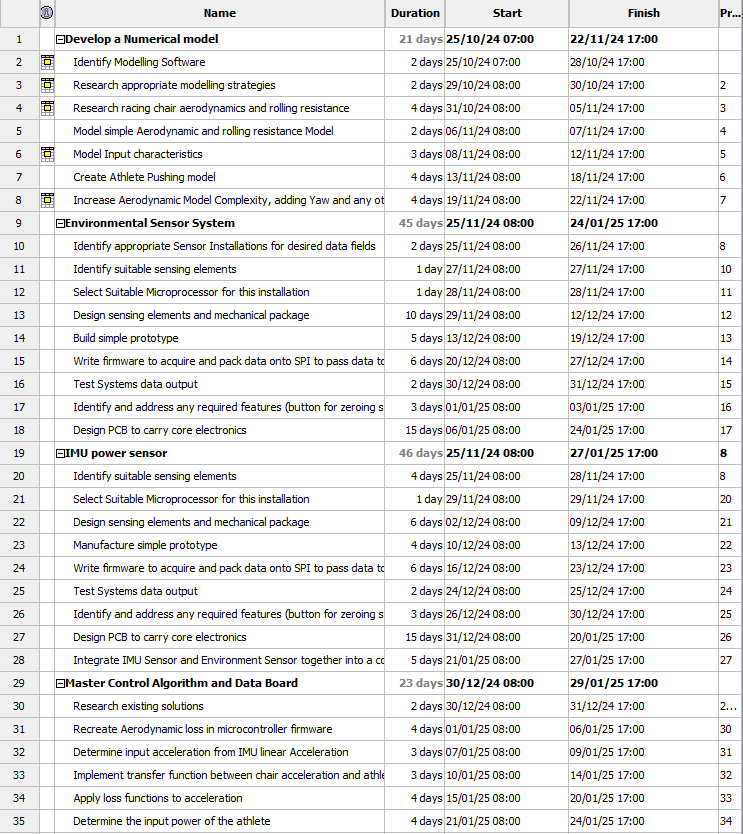 Name Duration Start Finish Pr...
1 Develop a Numerical model 21 days 25/10/24 07:00 22/11/24 17:00
2 Identify Modelling Software 2 days 25/10/24 07:00 28/10/24 17:00
3 Research appropriate modelling strategies 2 days 29/10/24 08:00 30/10/24 17:00 2
4 Research racing chair aerodynamics and rolling resistance 4 days 31/10/24 08:00 05/11/24 17:00 3
5 Model simple Aerodynamic and rolling resistance Model 2 days 06/11/24 08:00 07/11/24 17:00 4
6 Model Input characteristics 3 days 08/11/24 08:00 12/11/24 17:00 5
7 Create Athlete Pushing model 4 days 13/11/24 08:00 18/11/24 17:00 6
8 Increase Aerodynamic Model Complexity, adding Yaw and any ot 4 days 19/11/24 08:00 22/11/24 17:00 7
9 Environmental Sensor System 45 days 25/11/24 08:00 24/01/25 17:00
10 Identify appropriate Sensor Installations for desired data fields 2 days 25/11/24 08:00 26/11/24 17:00 8
11 Identify suitable sensing elements 1 day 27/11/24 08:00 27/11/24 17:00 10
12 Select Suitable Microprocessor for this installation 1 day 28/11/24 08:00 28/11/24 17:00 11
13 Design sensing elements and mechanical package 10 days 29/11/24 08:00 12/12/24 17:00 12
14 Build simple prototype 5 days 13/12/24 08:00 19/12/24 17:00 13
15 Write firmware to acquire and pack data onto SPI to pass data to 6 days 20/12/24 08:00 27/12/24 17:00 14
16 Test Systems data output 2 days 30/12/24 08:00 31/12/24 17:00 15
17 Identify and address any required features (button for zeroing s 3 days 01/01/25 08:00 03/01/25 17:00 16
18 Design PCB to carry core electronics 15 days 06/01/25 08:00 24/01/25 17:00 17
19 IMU power sensor 46 days 25/11/24 08:00 27/01/25 17:00 8
20 Identify suitable sensing elements 4 days 25/11/24 08:00 28/11/24 17:00 8
21 Select Suitable Microprocessor for this installation 1 day 29/11/24 08:00 29/11/24 17:00 20
22 Design sensing elements and mechanical package 6 days 02/12/24 08:00 09/12/24 17:00 21
23 Manufacture simple prototype 4 days 10/12/24 08:00 13/12/24 17:00 22
24 Write firmware to acquire and pack data onto SPI to pass data to 6 days 16/12/24 08:00 23/12/24 17:00 23
25 Test Systems data output 2 days 24/12/24 08:00 25/12/24 17:00 24
26 Identify and address any required features (button for zeroing s 3 days 26/12/24 08:00 30/12/24 17:00 25
27 Design PCB to carry core electronics 15 days 31/12/24 08:00 20/01/25 17:00 26
28 Integrate IMU Sensor and Environment Sensor together into a co 5 days 21/01/25 08:00 27/01/25 17:00 27
29 Master Control Algorithm and Data Board 23 days 30/12/24 08:00 29/01/25 17:00
30 Research existing solutions 2 days 30/12/24 08:00 31/12/24 17:00 2...
31 Recreate Aerodynamic loss in microcontroller firmware 4 days 01/01/25 08:00 06/01/25 17:00 30
32 Determine input acceleration from IMU linear Acceleration 3 days 07/01/25 08:00 09/01/25 17:00 31
33 Implement transfer function between chair acceleration and athle 3 days 10/01/25 08:00 14/01/25 17:00 32
34 Apply loss functions to acceleration 4 days 15/01/25 08:00 20/01/25 17:00 33
35 Determine the input power of the athlete 4 days 21/01/25 08:00 24/01/25 17:00 34